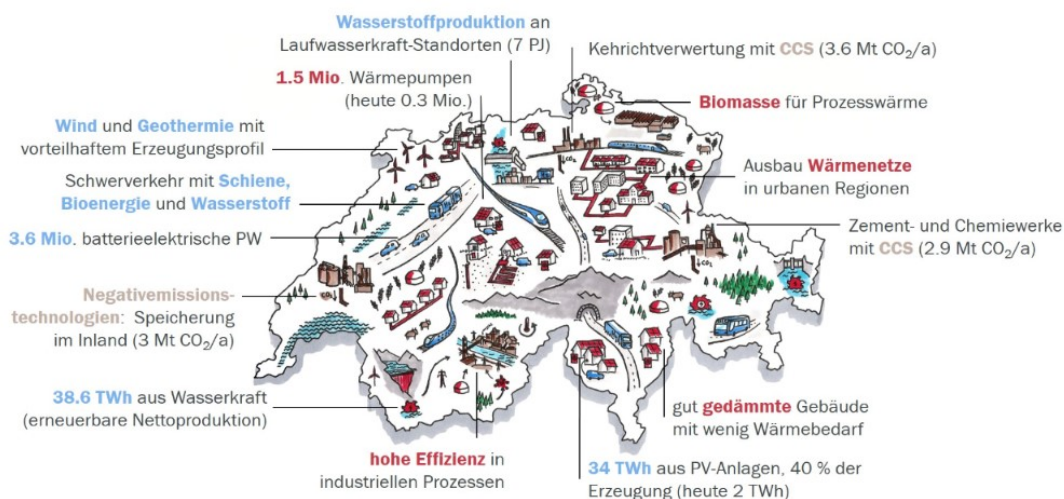 Wasserstoffproduktion an
Laufwasserkraft-Standorten (7 PJ)
Kehrichtverwertung mit CCS (3.6 Mt CO₂/a)
1.5 Mio. Wärmepumpen
(heute 0.3 Mio.)
Biomasse für Prozesswärme
Wind und Geothermie mit
vorteilhaftem Erzeugungsprofil
Ausbau Wärmenetze
in urbanen Regionen
Schwerverkehr mit Schiene,
Bioenergie und Wasserstoff
Zement- und Chemiewerke
mit CCS (2.9 Mt CO₂/a)
3.6 Mio. batterieelektrische PW
Negativemissions-
technologien: Speicherung
im Inland (3 Mt CO₂/a)
38.6 TWh aus Wasserkraft
(erneuerbare Nettoproduktion)
gut gedämmte Gebäude
mit wenig Wärmebedarf
hohe Effizienz in
industriellen Prozessen
34 TWh aus PV-Anlagen, 40 % der
Erzeugung (heute 2 TWh)
CO₂
CO₂